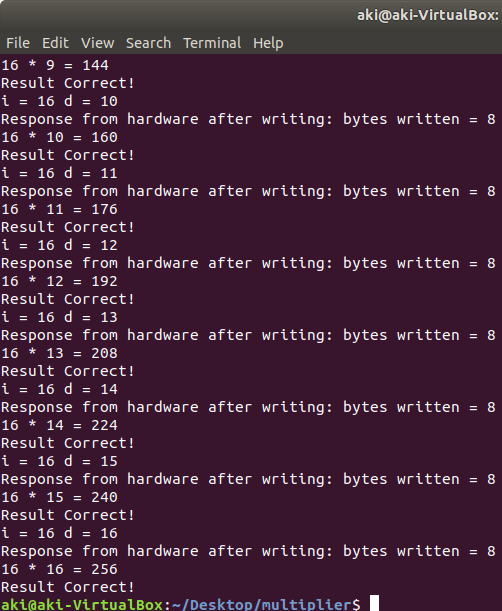 aki@aki-VirtualBox:
File Edit View Search Terminal Help
16 * 9 = 144
Result Correct!
i = 16 d = 10
Response from hardware after writing: bytes written = 8
16 * 10 = 160
Result Correct!
i = 16 d = 11
Response from hardware after writing: bytes written = 8
16 * 11 = 176
Result Correct!
i = 16 d = 12
Response from hardware after writing: bytes written = 8
16 * 12 = 192
Result Correct!
i = 16 d = 13
Response from hardware after writing: bytes written = 8
16 * 13 = 208
Result Correct!
i = 16 d = 14
Response from hardware after writing: bytes written = 8
16 * 14 = 224
Result Correct!
i = 16 d = 15
Response from hardware after writing: bytes written = 8
16 * 15 = 240
Result Correct!
i = 16 d = 16
Response from hardware after writing: bytes written = 8
16 * 16 = 256
Result Correct!
aki@aki-VirtualBox:~/Desktop/multiplier$